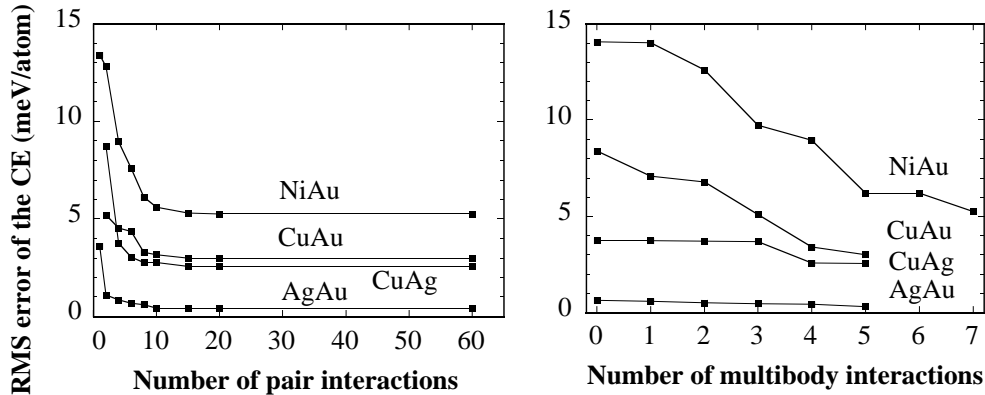 RMS error of the CE (meV/atom)
15
10
5
0
NiAu
CuAu
CuAg
AgAu
0 10 20 30 40 50 60
Number of pair interactions
15
10
5
0
NiAu
CuAu
CuAg
AgAu
0 1 2 3 4 5 6 7
Number of multibody interactions